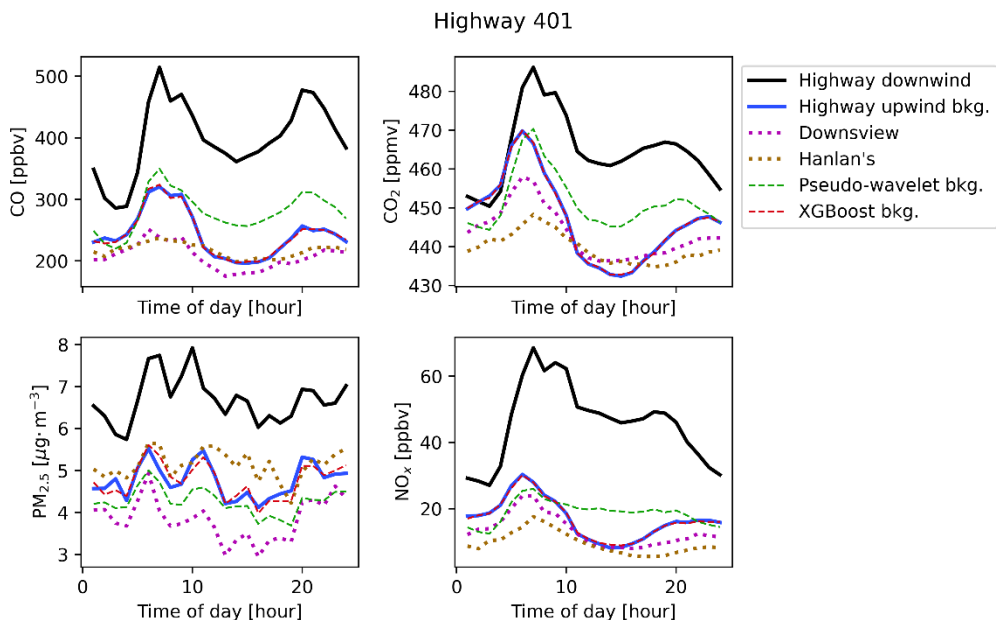 Highway 401
CO [ppbv]
500
400
300
200
Time of day [hour]
CO₂ [ppmv]
480
470
460
450
440
430
Time of day [hour]
Highway downwind
Highway upwind bkg.
Downsview
Hanlan's
Pseudo-wavelet bkg.
XGBoost bkg.
PM₂.₅ [μg· m⁻³]
8
7
6
5
4
3
0 10 20
Time of day [hour]
NOₓ [ppbv]
60
40
20
0 10 20
Time of day [hour]